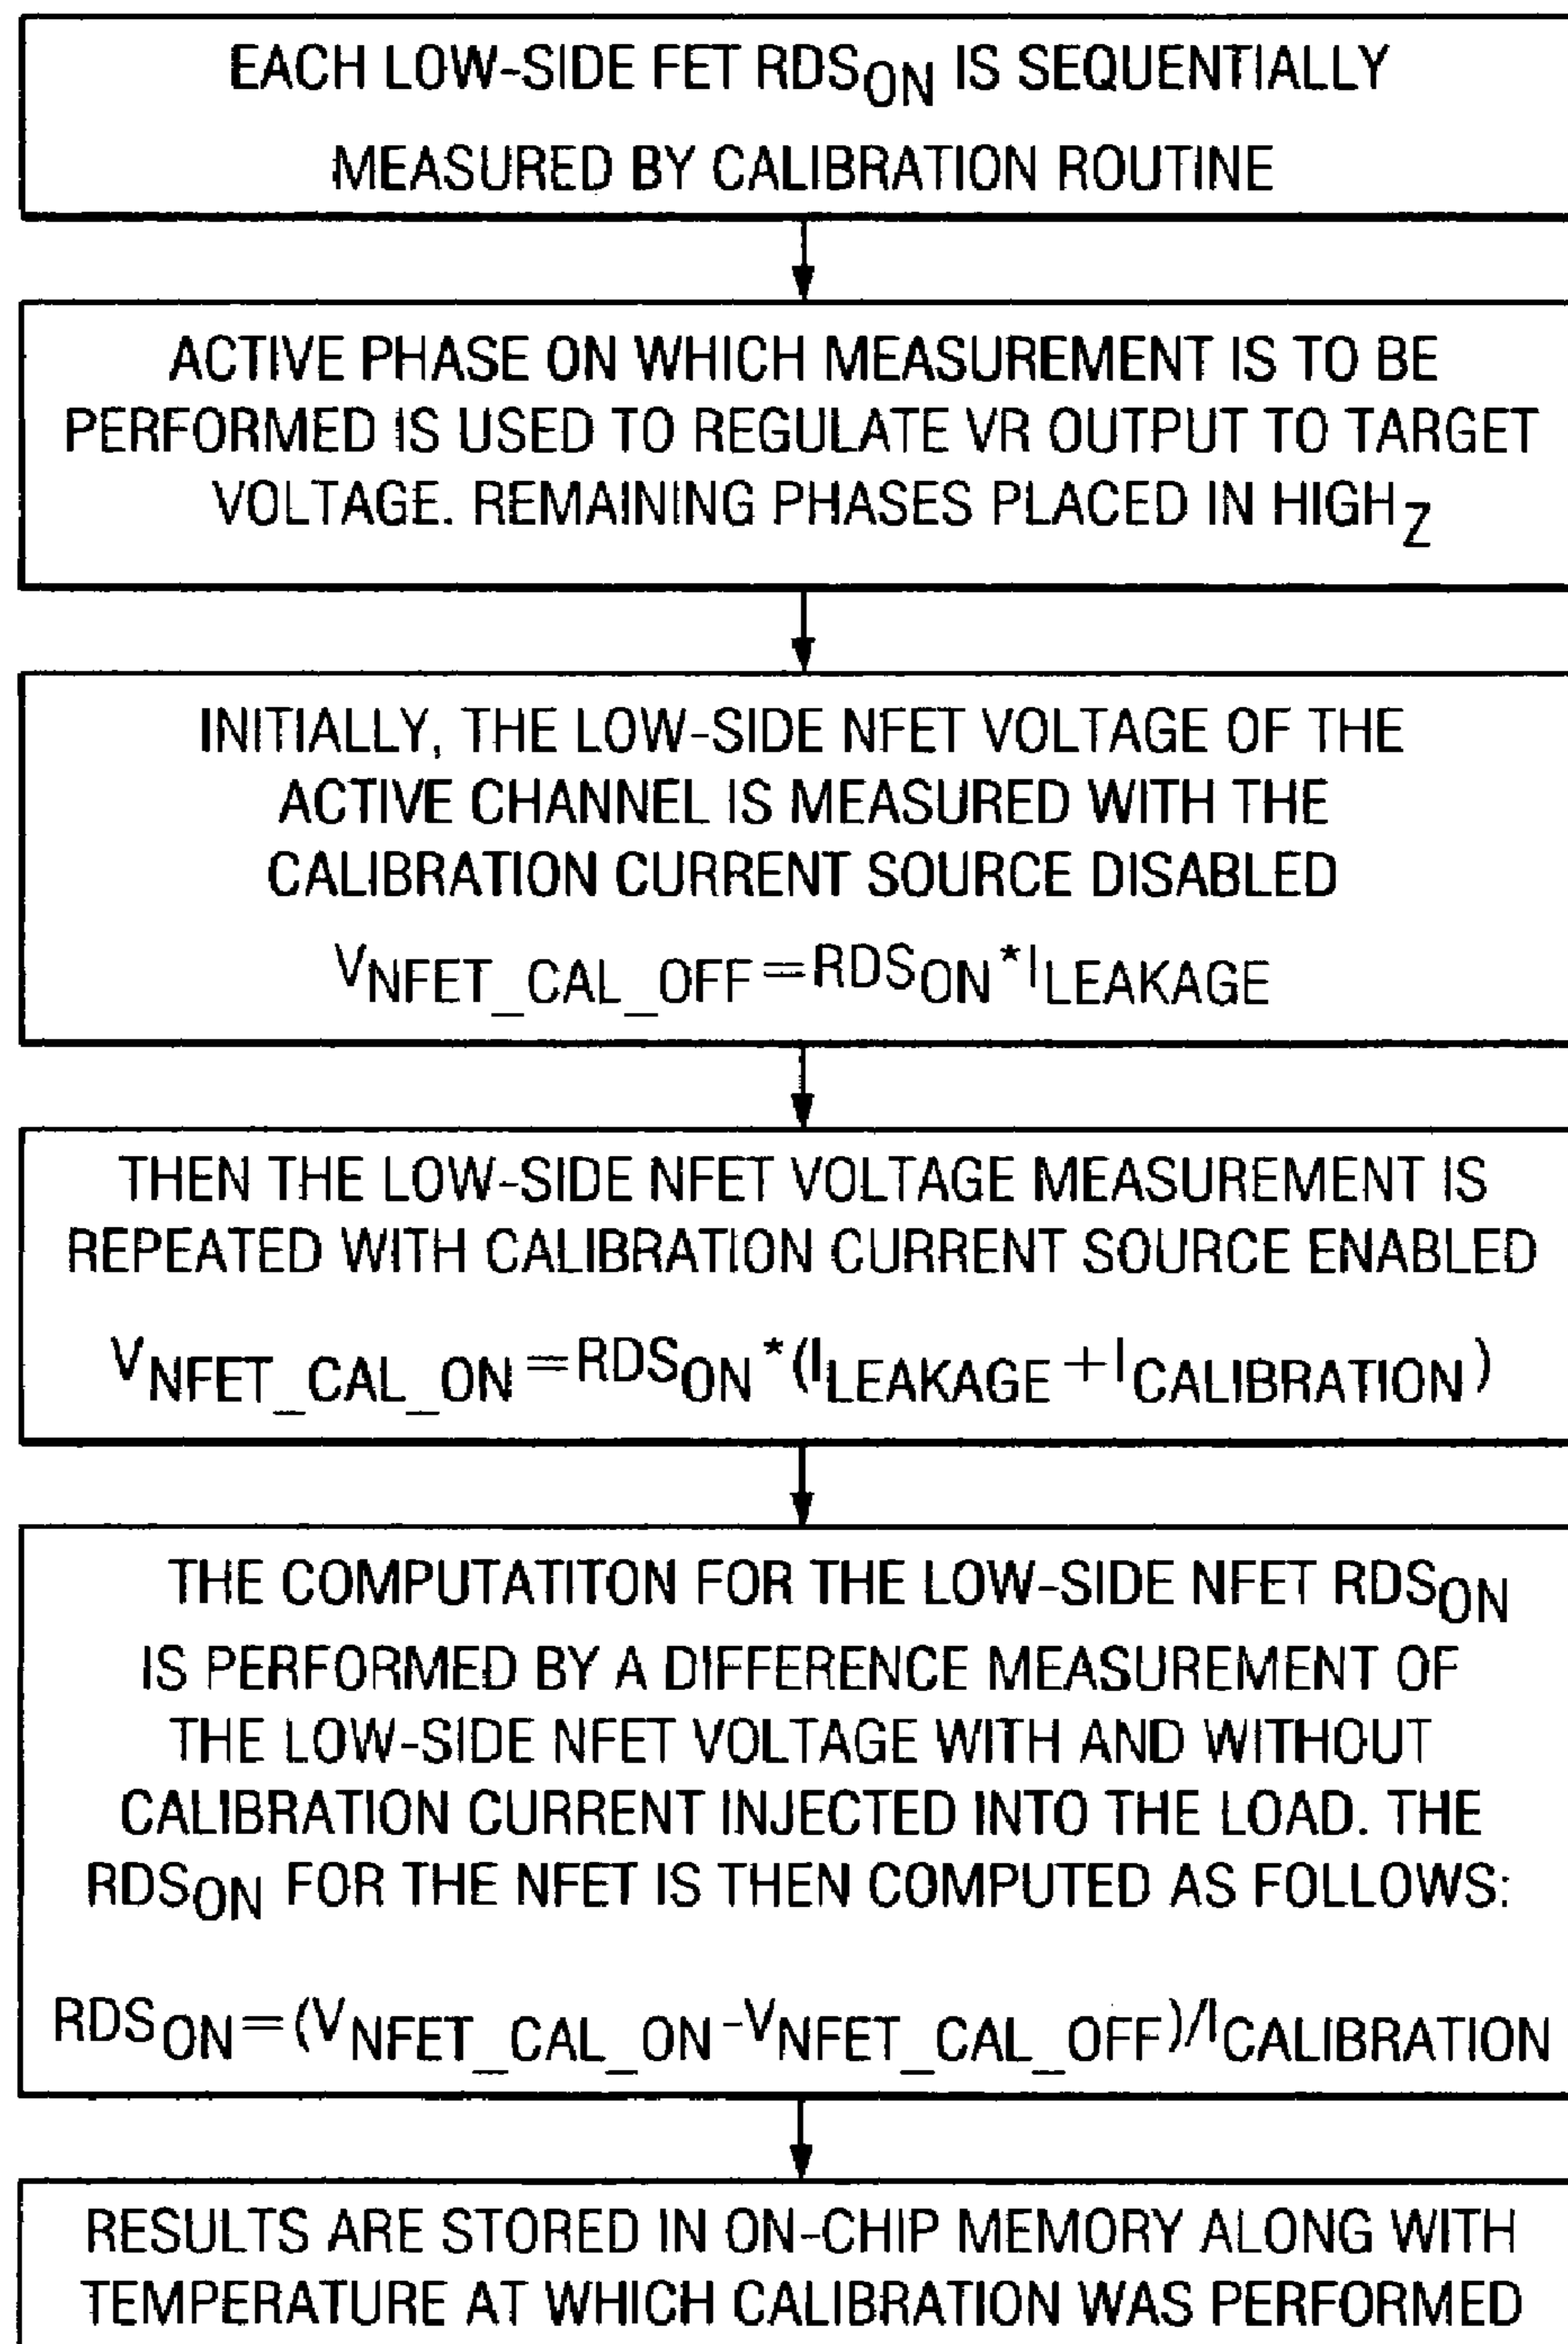 EACH LOW-SIDE FET RDSON IS SEQUENTIALLY
MEASURED BY CALIBRATION ROUTINE
ACTIVE PHASE ON WHICH MEASUREMENT IS TO BE
PERFORMED IS USED TO REGULATE VR OUTPUT TO TARGET
VOLTAGE. REMAINING PHASES PLACED IN HIGHZ
INITIALLY, THE LOW-SIDE NFET VOLTAGE OF THE
ACTIVE CHANNEL IS MEASURED WITH THE
CALIBRATION CURRENT SOURCE DISABLED
VNFET_CAL_OFF=RDSON*ILEAKAGE
THEN THE LOW-SIDE NFET VOLTAGE MEASUREMENT IS
REPEATED WITH CALIBRATION CURRENT SOURCE ENABLED
VNFET_CAL_ON=RDSON*(ILEAKAGE+ICALIBRATION)
THE COMPUTATITON FOR THE LOW-SIDE NFET RDSON
IS PERFORMED BY A DIFFERENCE MEASUREMENT OF
THE LOW-SIDE NFET VOLTAGE WITH AND WITHOUT
CALIBRATION CURRENT INJECTED INTO THE LOAD. THE
RDSON FOR THE NFET IS THEN COMPUTED AS FOLLOWS:
RDSON=(VNFET_CAL_ON-VNFET_CAL_OFF)/ICALIBRATION
RESULTS ARE STORED IN ON-CHIP MEMORY ALONG WITH
TEMPERATURE AT WHICH CALIBRATION WAS PERFORMED